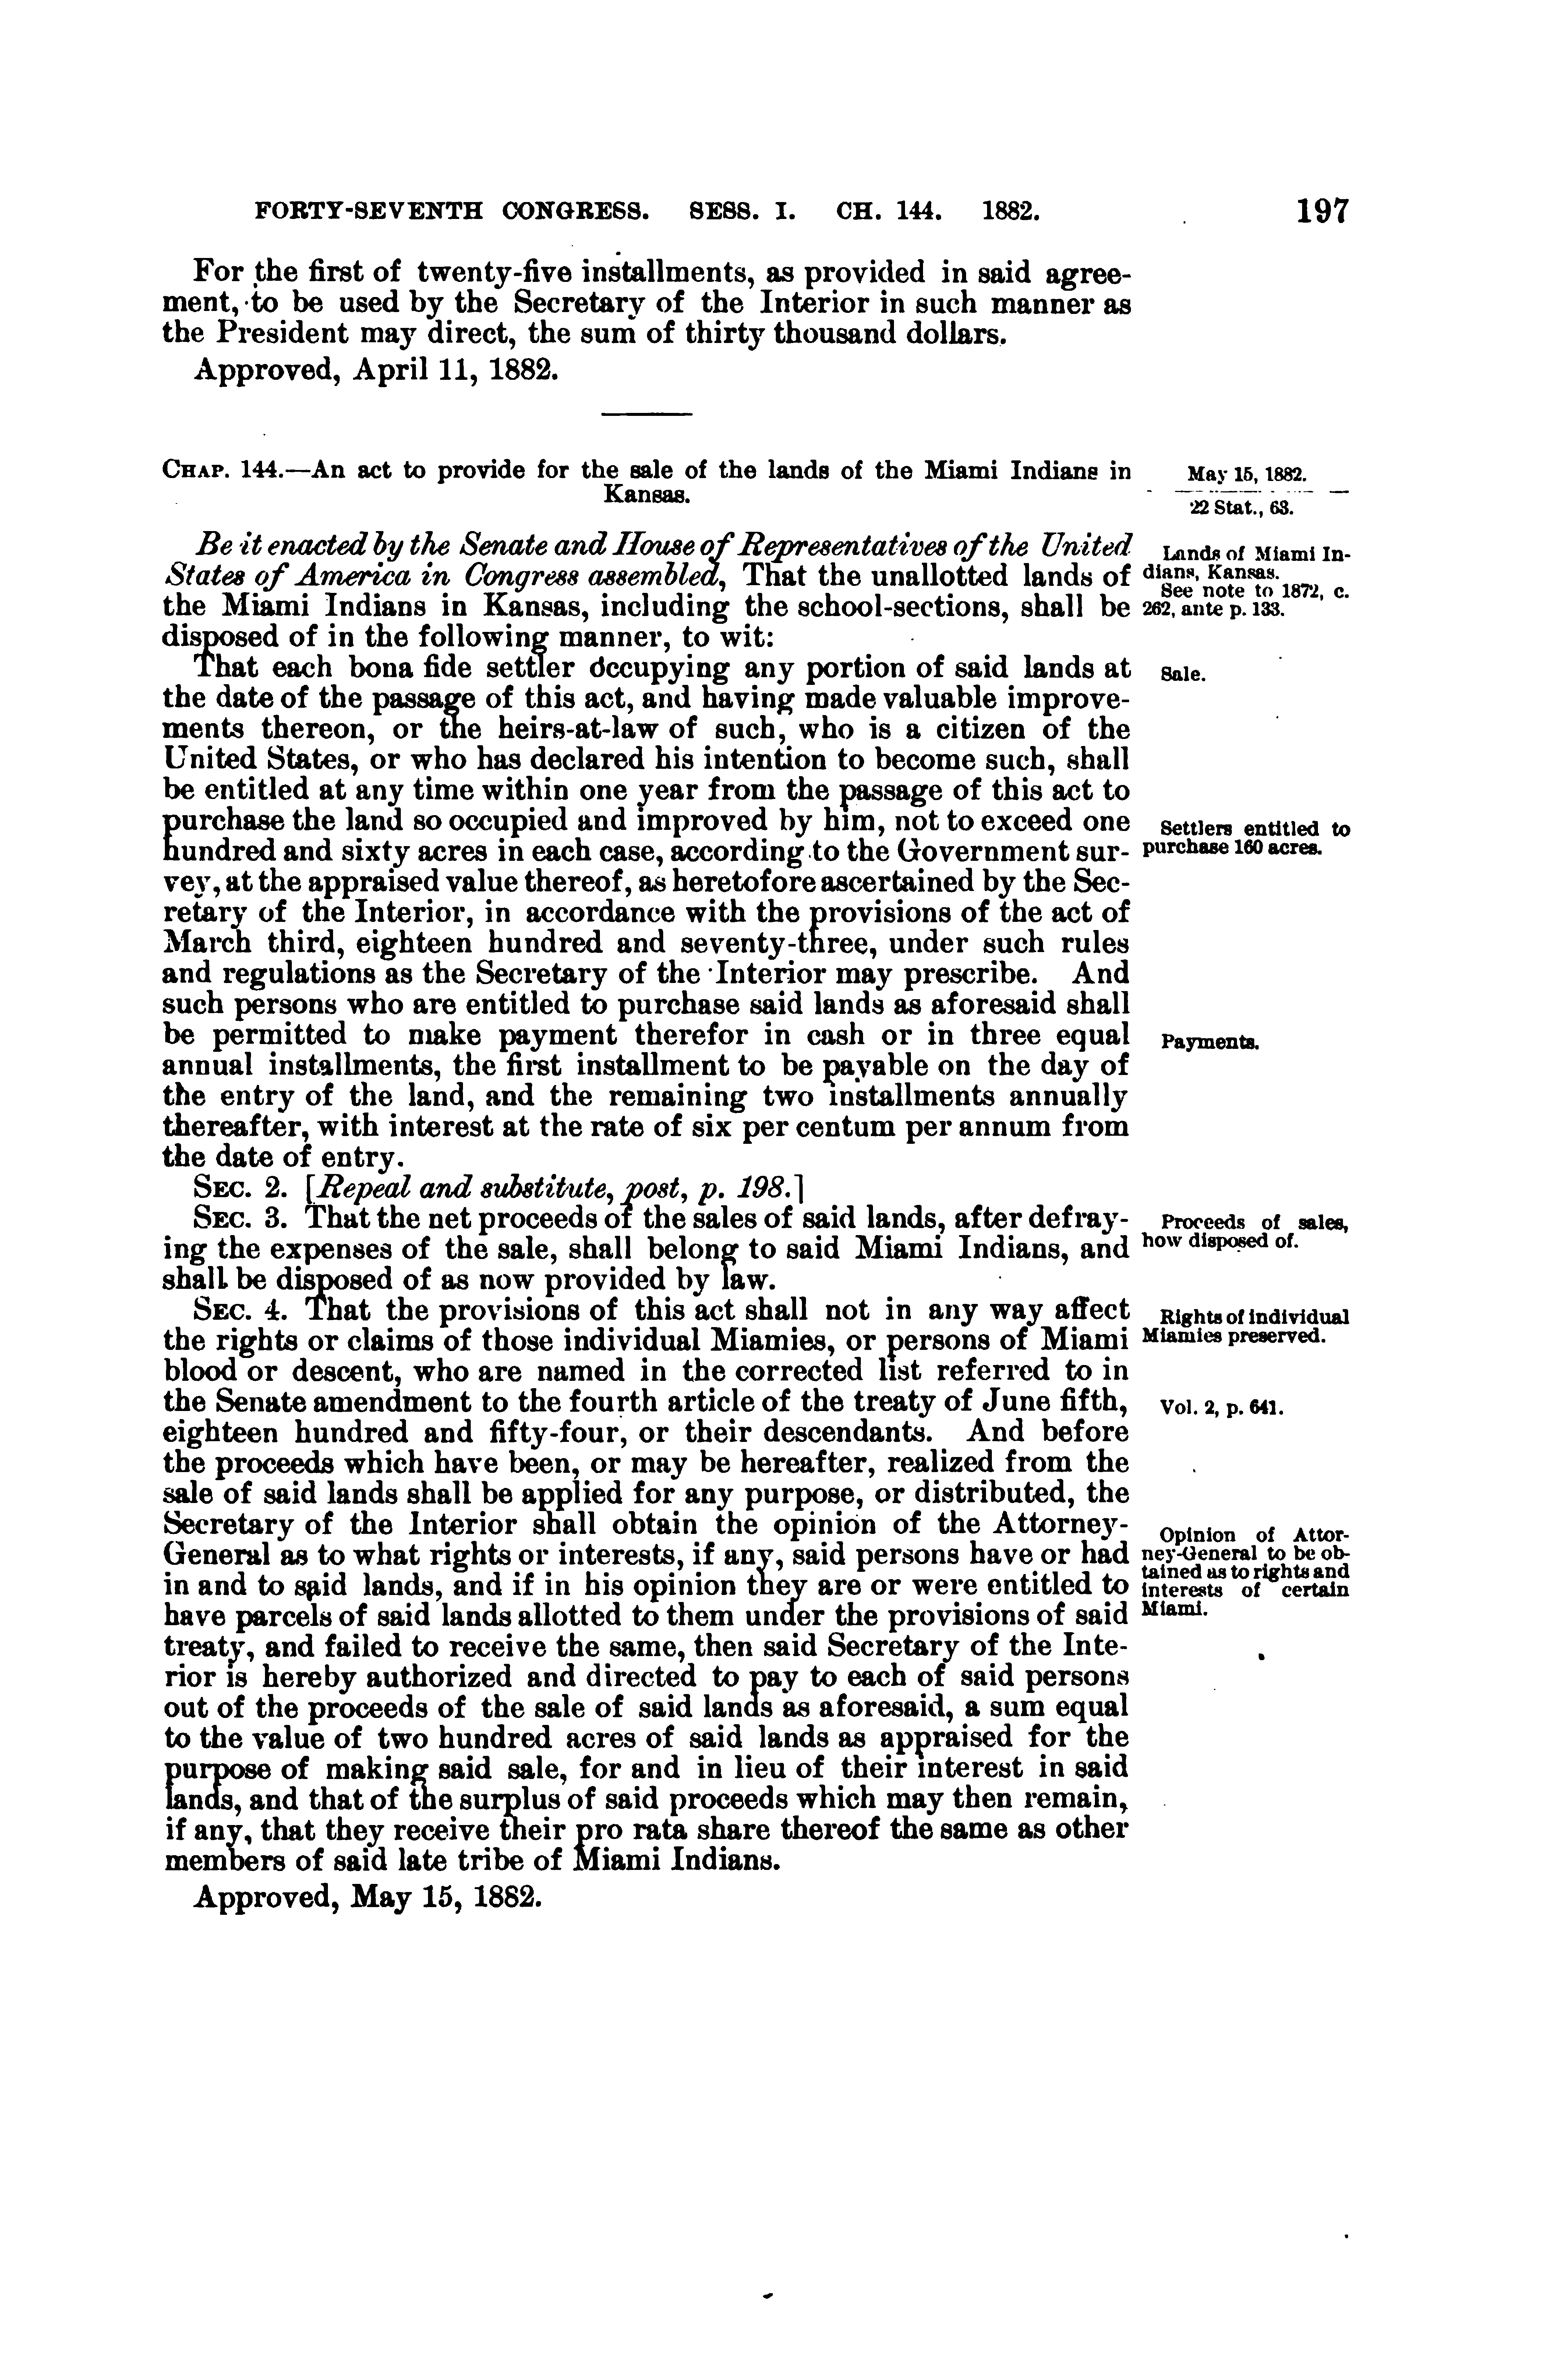 FORTY-SEVENTH CONGRESS. SESS. I. CH. 144. 1882. 197
For the first of twenty-five installments, as provided in said agree-
ment, to be used by the Secretary of the Interior in such manner as
the President may direct, the sum of thirty thousand dollars.
Approved, April 11, 1882.
CHAP. 144.—An act to provide for the sale of the lands of the Miami Indians in
Kansas.
May 15, 1882.
22 Stat., 63.
Be it enacted by the Senate and House of Representatives of the United
States of America in Congress assembled, That the unallotted lands of
the Miami Indians in Kansas, including the school-sections, shall be
disposed of in the following manner, to wit:
Lands of Miami In-
dians, Kansas.
See note to 1872, c.
262, ante p. 133.
That each bona fide settler occupying any portion of said lands at
the date of the passage of this act, and having made valuable improve-
ments thereon, or the heirs-at-law of such, who is a citizen of the
United States, or who has declared his intention to become such, shall
be entitled at any time within one year from the passage of this act to
purchase the land so occupied and improved by him, not to exceed one
hundred and sixty acres in each case, according to the Government sur-
vey, at the appraised value thereof, as heretofore ascertained by the Sec-
retary of the Interior, in accordance with the provisions of the act of
March third, eighteen hundred and seventy-three, under such rules
and regulations as the Secretary of the Interior may prescribe. And
such persons who are entitled to purchase said lands as aforesaid shall
be permitted to make payment therefor in cash or in three equal
annual installments, the first installment to be payable on the day of
the entry of the land, and the remaining two installments annually
thereafter, with interest at the rate of six per centum per annum from
the date of entry.
Sale.
Settlers entitled to
purchase 160 acres.
Payments.
SEC. 2. [Repeal and substitute, post, p. 198.]
SEC. 3. That the net proceeds of the sales of said lands, after defray-
ing the expenses of the sale, shall belong to said Miami Indians, and
shall be disposed of as now provided by law.
Proceeds of sales,
how disposed of.
SEC. 4. That the provisions of this act shall not in any way affect
the rights or claims of those individual Miamies, or persons of Miami
blood or descent, who are named in the corrected list referred to in
the Senate amendment to the fourth article of the treaty of June fifth,
eighteen hundred and fifty-four, or their descendants. And before
the proceeds which have been, or may be hereafter, realized from the
sale of said lands shall be applied for any purpose, or distributed, the
Secretary of the Interior shall obtain the opinion of the Attorney-
General as to what rights or interests, if any, said persons have or had
in and to said lands, and if in his opinion they are or were entitled to
have parcels of said lands allotted to them under the provisions of said
treaty, and failed to receive the same, then said Secretary of the Inte-
rior is hereby authorized and directed to pay to each of said persons
out of the proceeds of the sale of said lands as aforesaid, a sum equal
to the value of two hundred acres of said lands as appraised for the
purpose of making said sale, for and in lieu of their interest in said
lands, and that of the surplus of said proceeds which may then remain,
if any, that they receive their pro rata share thereof the same as other
members of said late tribe of Miami Indians.
Rights of individual
Miamies preserved.
Vol. 2, p. 641.
Opinion of Attor-
ney-General to be ob-
tained as to rights and
interests of certain
Miami.
Approved, May 15, 1882.